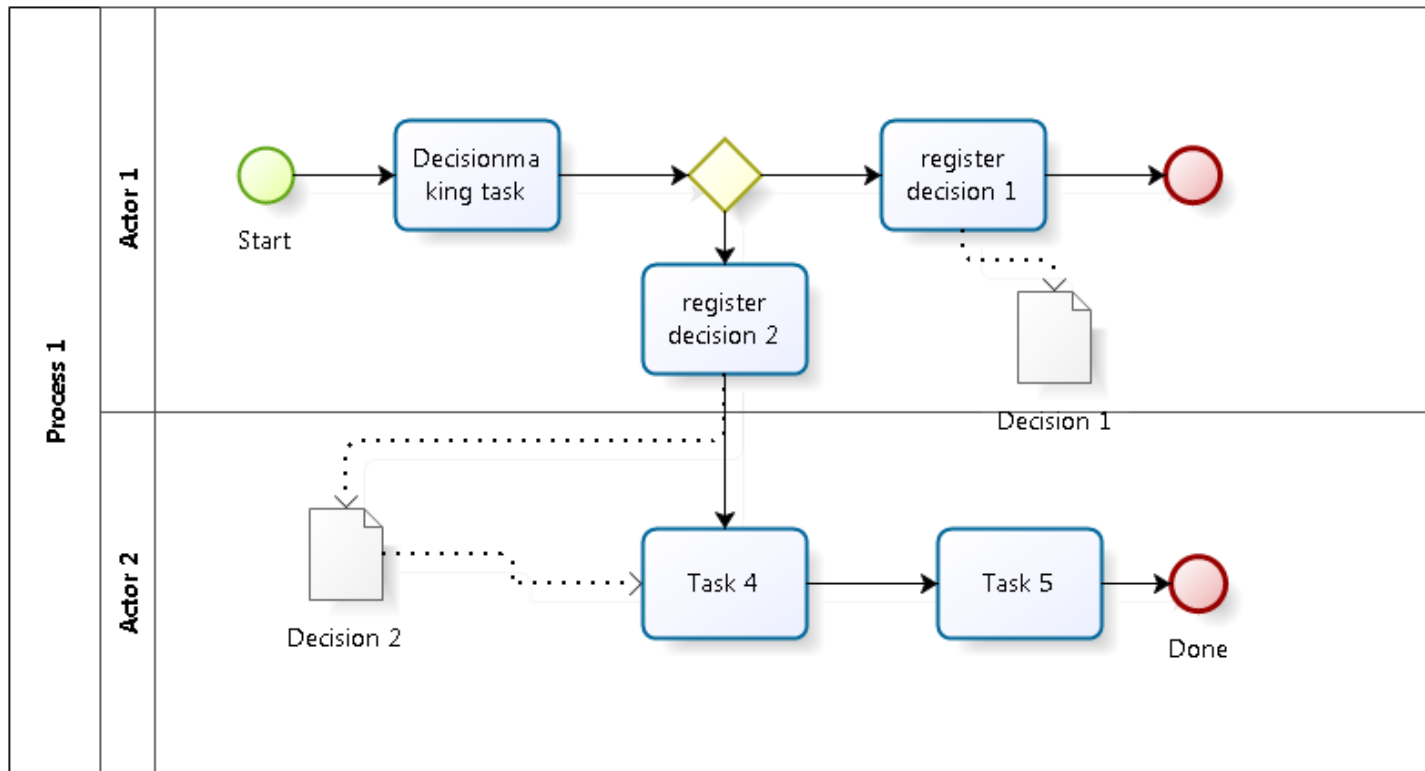 Process 1
Actor 1
Start
Decisionma
king task
register
decision 1
register
decision 2
Decision 1
Actor 2
Decision 2
Task 4
Task 5
Done